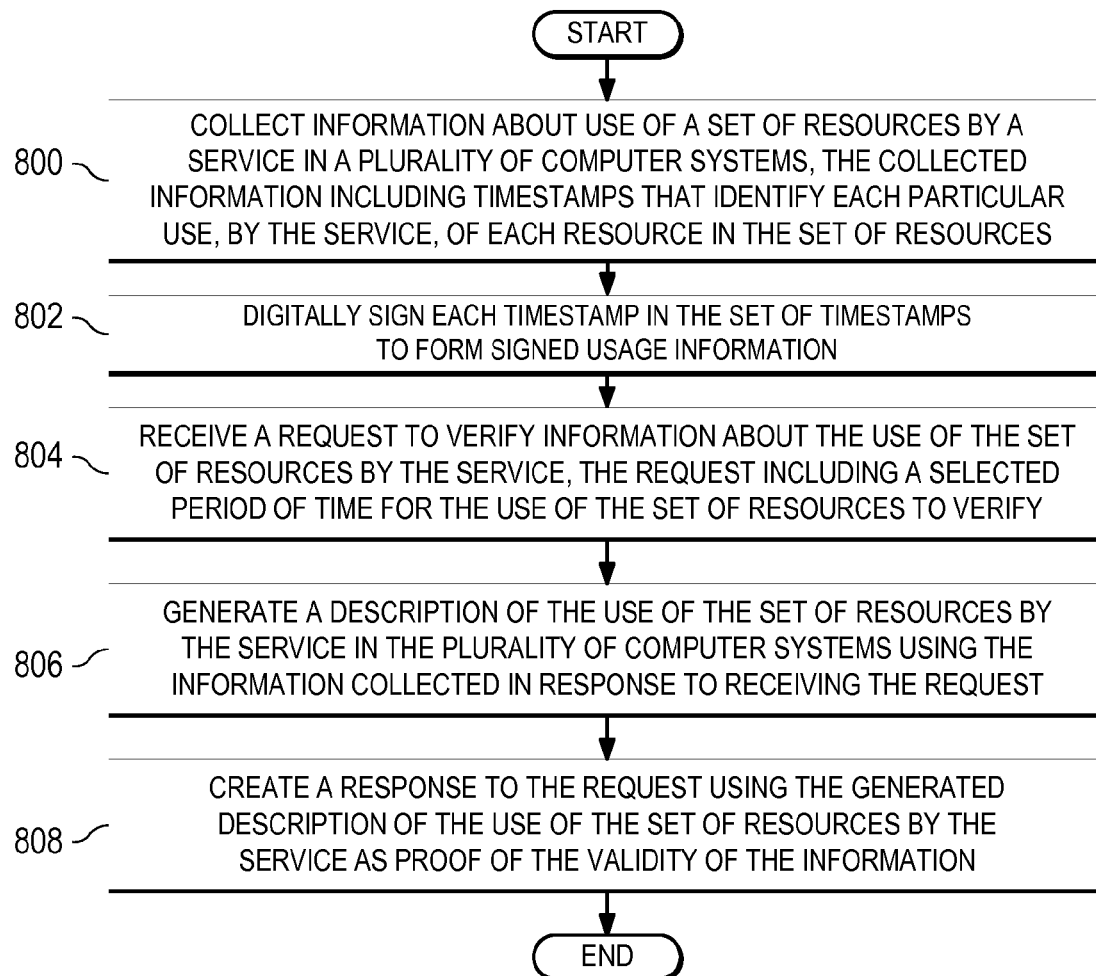 START
800
COLLECT INFORMATION ABOUT USE OF A SET OF RESOURCES BY A
SERVICE IN A PLURALITY OF COMPUTER SYSTEMS, THE COLLECTED
INFORMATION INCLUDING TIMESTAMPS THAT IDENTIFY EACH PARTICULAR
USE, BY THE SERVICE, OF EACH RESOURCE IN THE SET OF RESOURCES
802
DIGITALLY SIGN EACH TIMESTAMP IN THE SET OF TIMESTAMPS
TO FORM SIGNED USAGE INFORMATION
804
RECEIVE A REQUEST TO VERIFY INFORMATION ABOUT THE USE OF THE SET
OF RESOURCES BY THE SERVICE, THE REQUEST INCLUDING A SELECTED
PERIOD OF TIME FOR THE USE OF THE SET OF RESOURCES TO VERIFY
806
GENERATE A DESCRIPTION OF THE USE OF THE SET OF RESOURCES BY
THE SERVICE IN THE PLURALITY OF COMPUTER SYSTEMS USING THE
INFORMATION COLLECTED IN RESPONSE TO RECEIVING THE REQUEST
808
CREATE A RESPONSE TO THE REQUEST USING THE GENERATED
DESCRIPTION OF THE USE OF THE SET OF RESOURCES BY THE
SERVICE AS PROOF OF THE VALIDITY OF THE INFORMATION
END